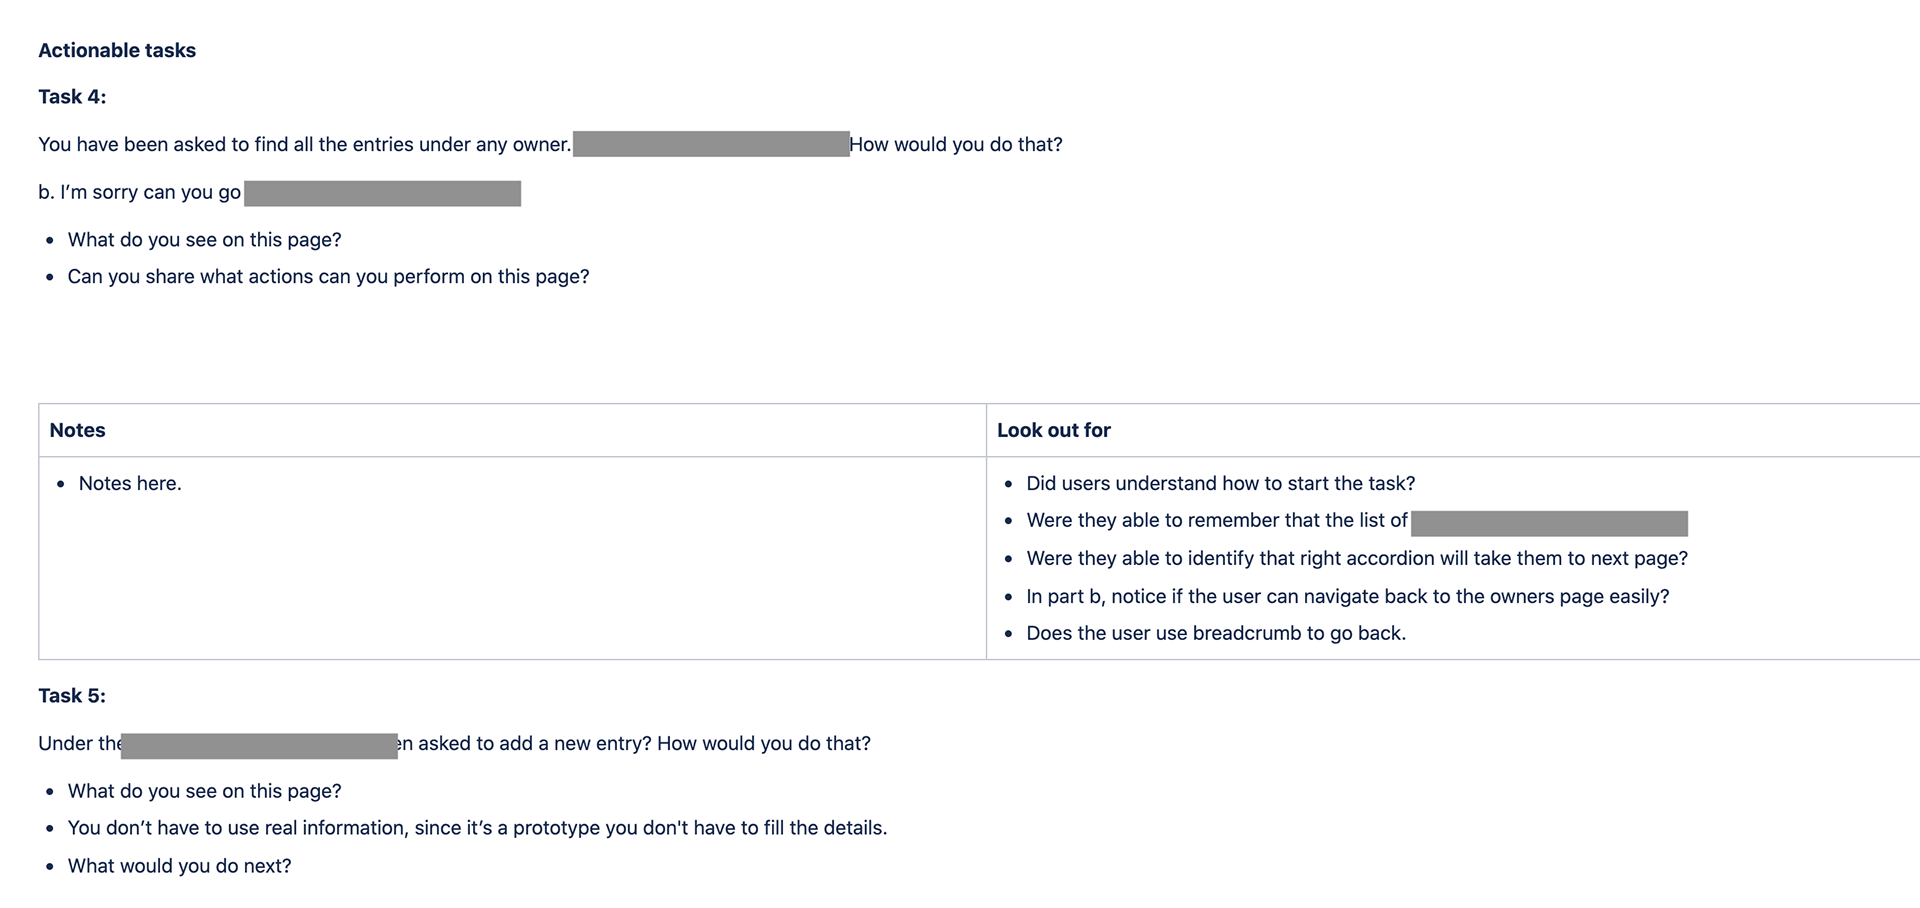 Actionable tasks
Task 4:
You have been asked to find all the entries under any owner. How would you do that?
b. I’m sorry can you go
• What do you see on this page?
• Can you share what actions can you perform on this page?
Notes
Look out for
• Notes here.
• Did users understand how to start the task?
• Were they able to remember that the list of
• Were they able to identify that right accordion will take them to next page?
• In part b, notice if the user can navigate back to the owners page easily?
• Does the user use breadcrumb to go back.
Task 5:
Under the en asked to add a new entry? How would you do that?
• What do you see on this page?
• You don’t have to use real information, since it’s a prototype you don't have to fill the details.
• What would you do next?